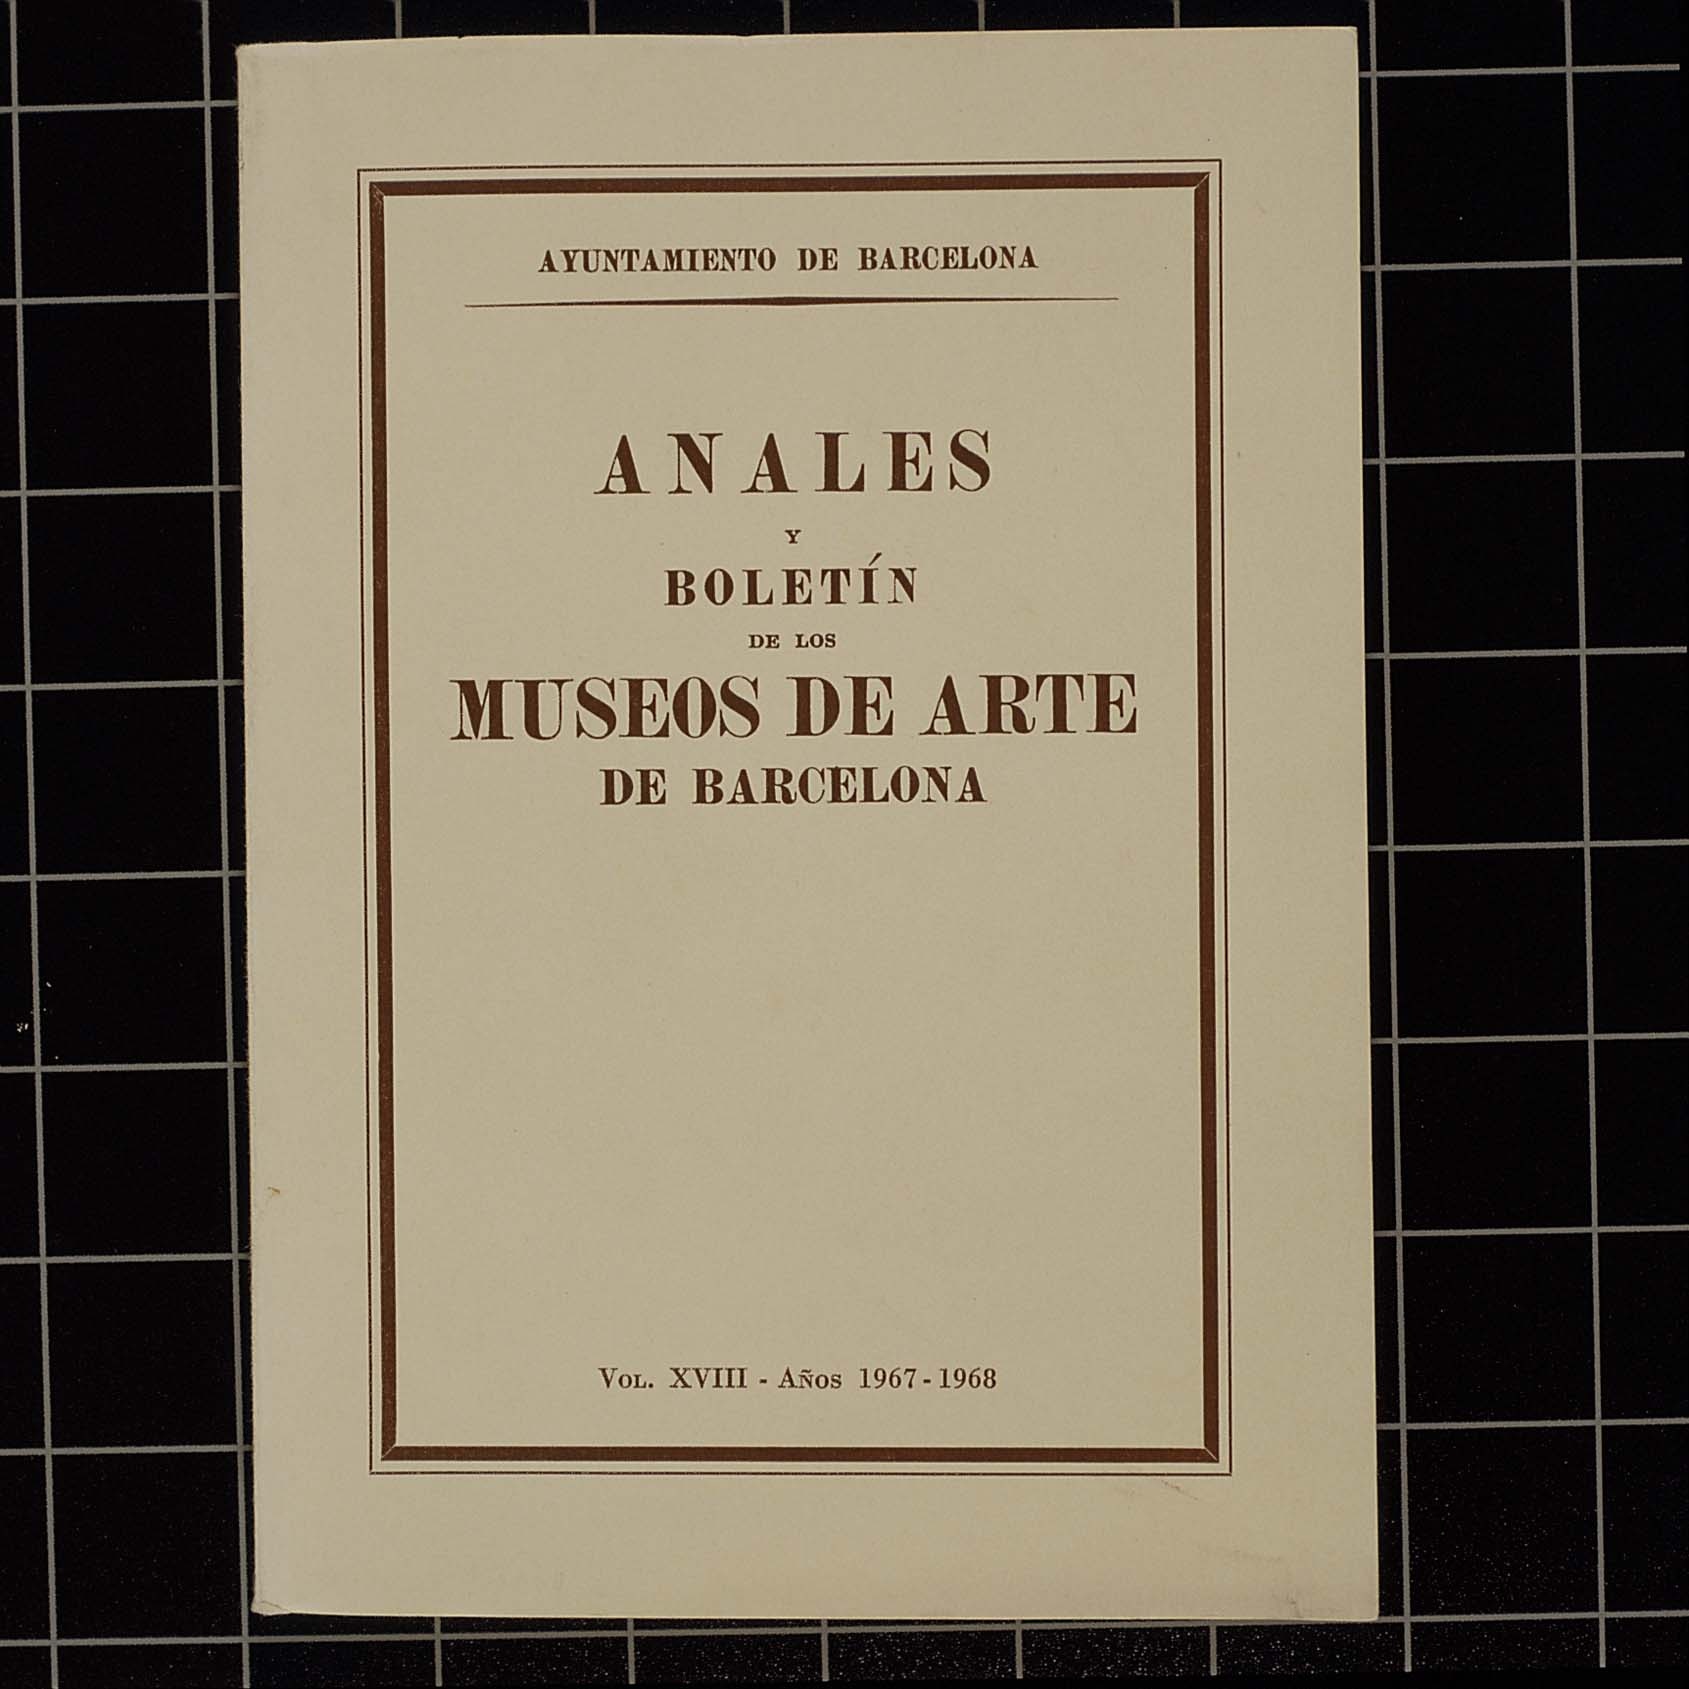 AYUNTAMIENTO DE BARCELONA
ANALES
Y
BOLETÍN
DE LOS
MUSEOS DE ARTE
DE BARCELONA
VOL. XVIII - AÑOS 1967-1968